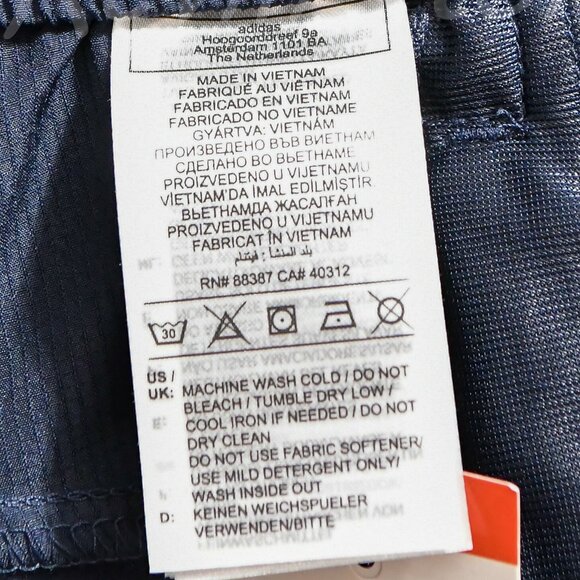 adidas
Hoogoorddreef 9a
Amsterdam 1101 BA
The Netherlands
MADE IN VIETNAM
FABRIQUÉ AU VIETNAM
FABRICADO EN VIETNAM
FABRICADO NO VIETNAME
GYÁRTVA: VIETNÁM
ПРОИЗВЕДЕНО ВЪВ ВИЕТНАМ
СДЕЛАНО ВО ВЬЕТНАМЕ
PROIZVEDENO U VIJETNAMU
VİETNAM'DA IMAL EDİLMİŞTİR
ВЬЕТНАМДА ЖАСАЛҒАН
PROIZVEDENO U VIJETNAMU
FABRICAT ÎN VIETNAM
بلد المنشأ: فيتنام
RN# 88387 CA# 40312
30
US /
UK: MACHINE WASH COLD / DO NOT
BLEACH / TUMBLE DRY LOW /
COOL IRON IF NEEDED / DO NOT
DRY CLEAN
DO NOT USE FABRIC SOFTENER/
USE MILD DETERGENT ONLY/
WASH INSIDE OUT
D: KEINEN WEICHSPUELER
VERWENDEN/BITTE